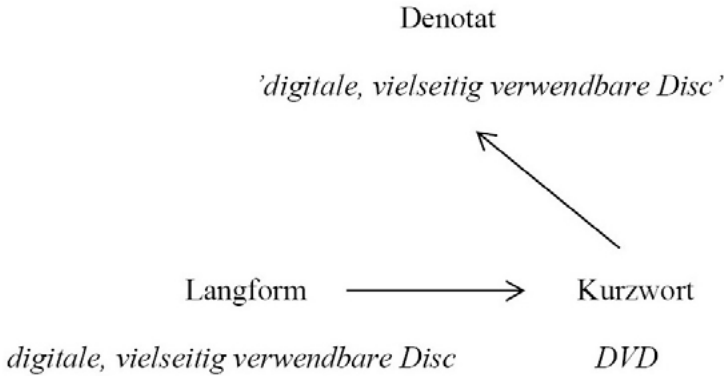 Denotat
’digitale, vielseitig verwendbare Disc’
Langform Kurzwort
digitale, vielseitig verwendbare Disc DVD